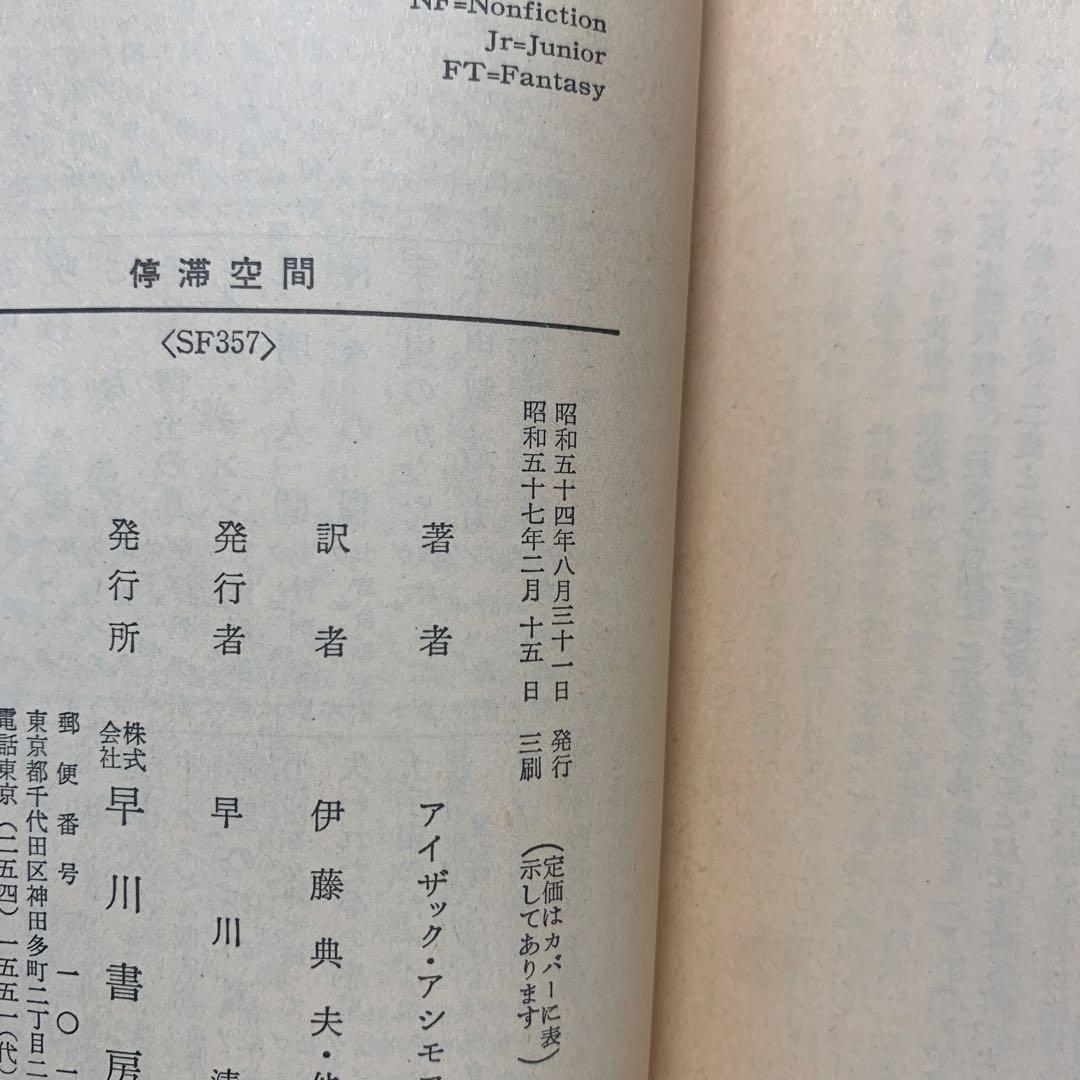 NF=Nonfiction
Jr=Junior
FT=Fantasy
停滞空間
〈SF357〉
昭和五十四年八月三十一日 発行
昭和五十七年二月十五日 三刷
(定価はカバーに表
示してあります)
著者 アイザック・アシモ
訳者 伊藤典夫・他
発行者 早川 清
発行所 株式会社 早川書房
郵便番号 一〇一
東京都千代田区神田多町二丁目二
電話東京(二五四)一五五一(代)